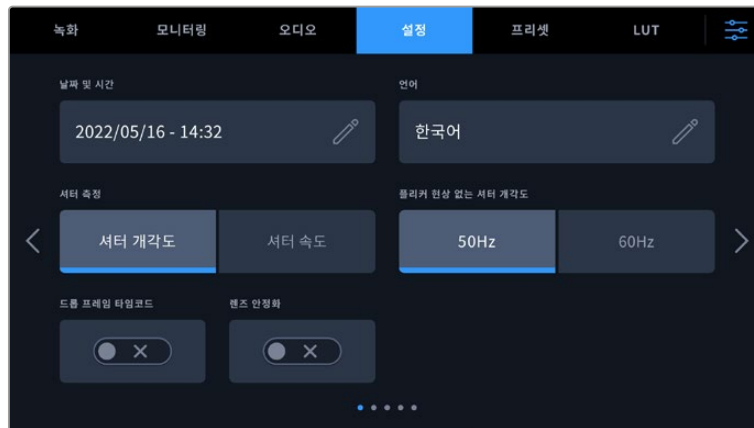 녹화 모니터링 오디오 설정 프리셋 LUT
날짜 및 시간 언어
2022/05/16 - 14:32 한국어
셔터 측정 플리커 현상 없는 셔터 개각도
셔터 개각도 셔터 속도 50Hz 60Hz
드롭 프레임 타임코드 렌즈 안정화